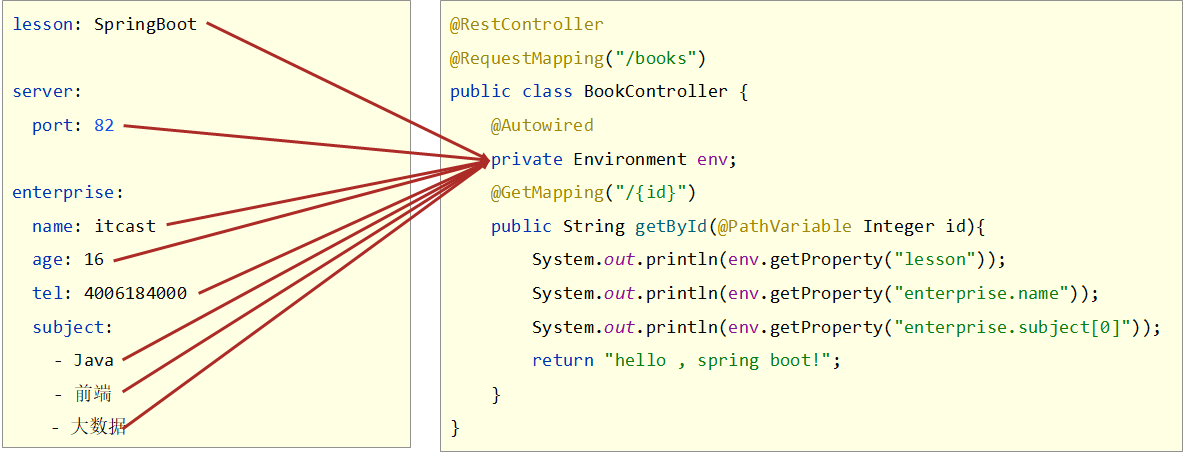 lesson: SpringBoot
server:
port: 82
enterprise:
name: itcast
age: 16
tel: 4006184000
subject:
- Java
- 前端
- 大数据
@RestController
@RequestMapping("/books")
public class BookController {
@Autowired
private Environment env;
@GetMapping("/{id}")
public String getById(@PathVariable Integer id){
System.out.println(env.getProperty("lesson"));
System.out.println(env.getProperty("enterprise.name"));
System.out.println(env.getProperty("enterprise.subject[0]"));
return "hello , spring boot!";
}
}